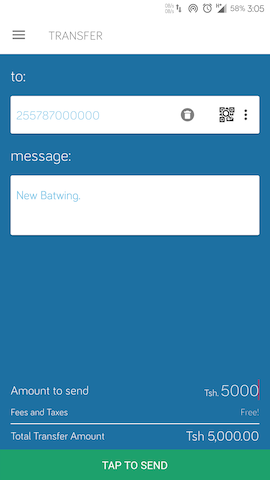 58% 3:05
TRANSFER
to:
255787000000
message:
New Batwing.
Amount to send Tsh. 5000
Fees and Taxes Free!
Total Transfer Amount Tsh 5,000.00
TAP TO SEND